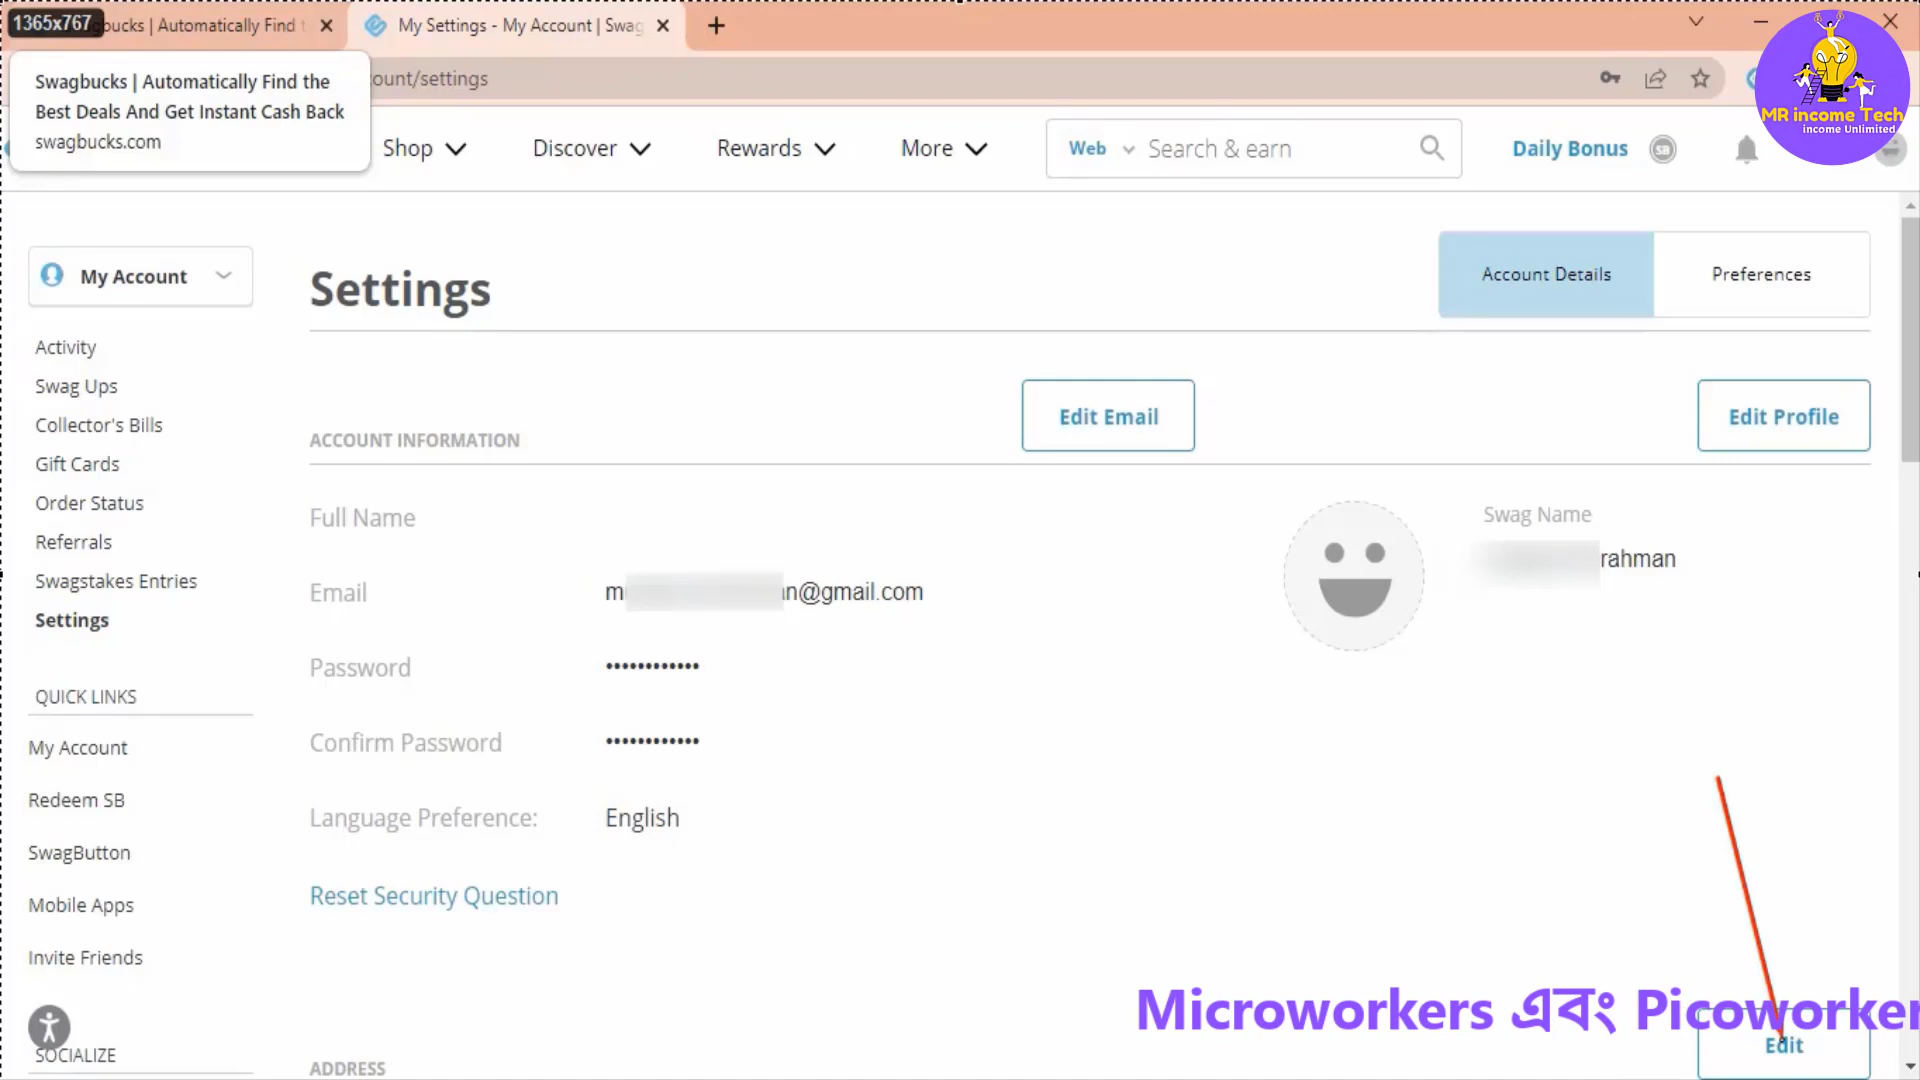 1365x767
bucks | Automatically Find t
My Settings - My Account | Swag
Swagbucks | Automatically Find the
Best Deals And Get Instant Cash Back
swagbucks.com
ount/settings
MR income Tech
income Unlimited
Shop
Discover
Rewards
More
Web
Search & earn
Daily Bonus
SB
My Account
Settings
Account Details
Preferences
Activity
Swag Ups
Collector's Bills
Gift Cards
Order Status
Referrals
Swagstakes Entries
Settings
QUICK LINKS
My Account
Redeem SB
SwagButton
Mobile Apps
Invite Friends
SOCIALIZE
ACCOUNT INFORMATION
Edit Email
Edit Profile
Full Name
Swag Name
rahman
Email
m
n@gmail.com
Password
••••••••••••
Confirm Password
••••••••••••
Language Preference:
English
Reset Security Question
Microworkers এবং Picoworker
ADDRESS
Edit